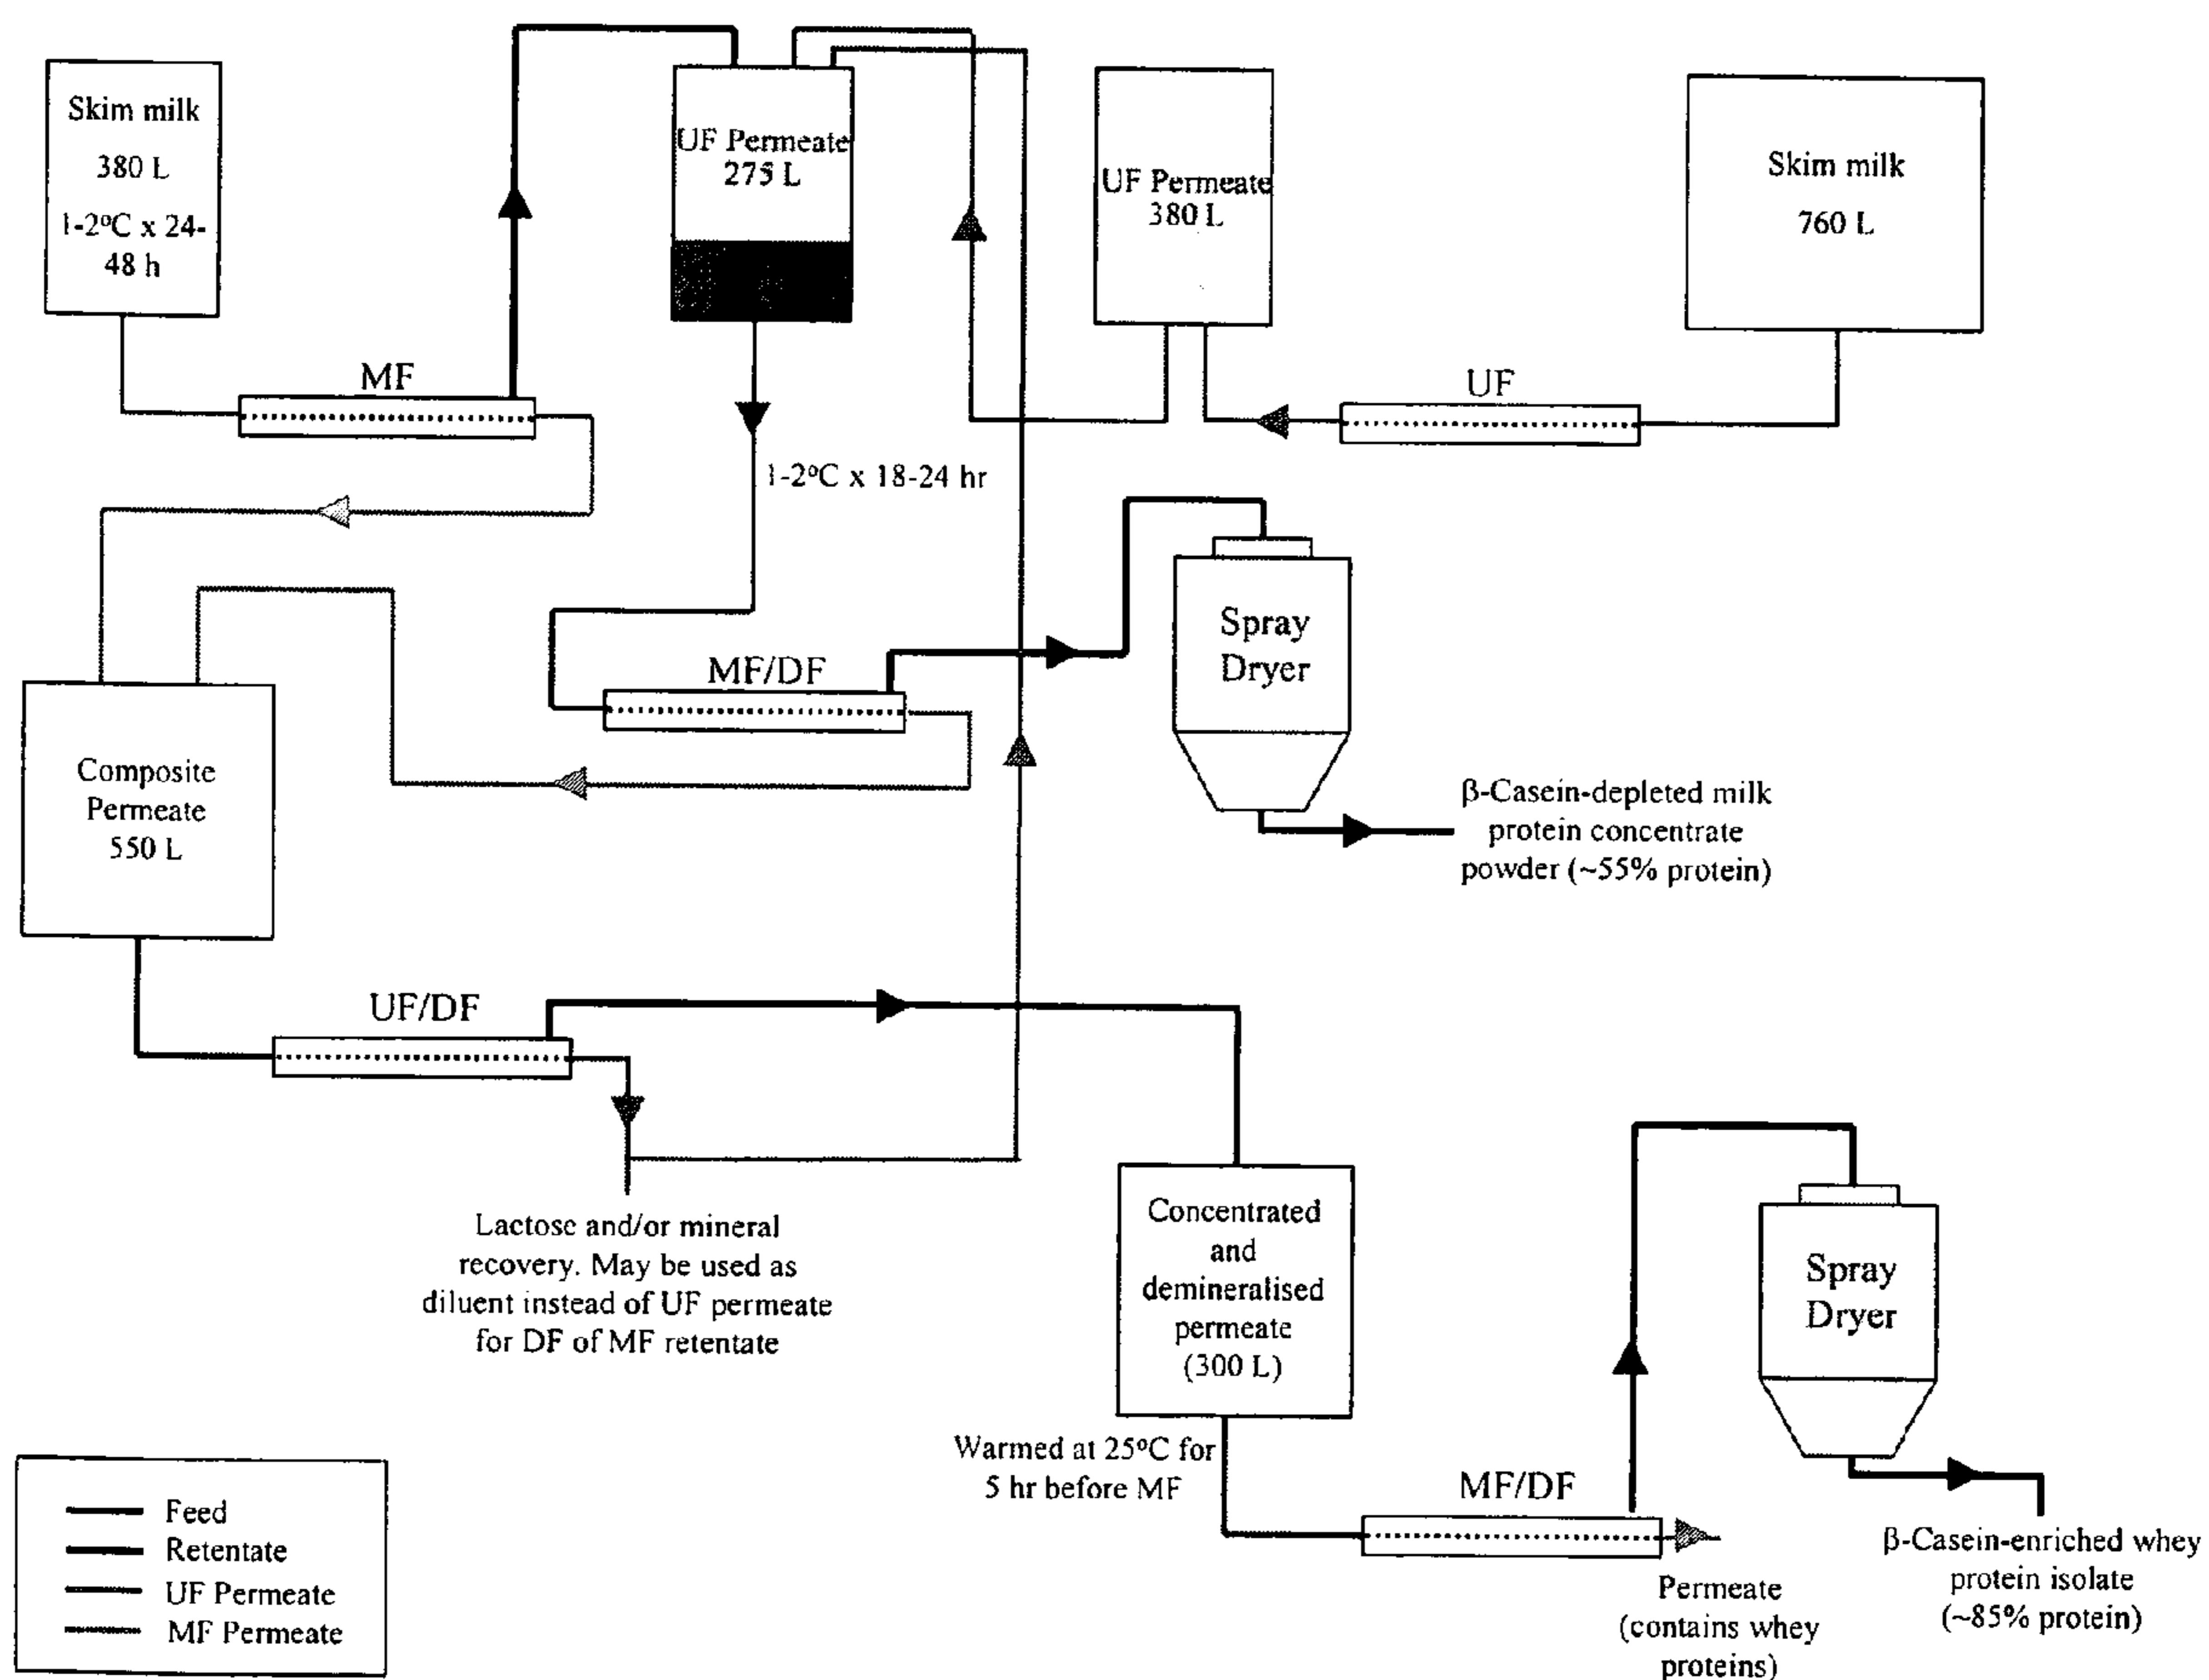 Skim milk
380 L
1-2ºC x 24-
48 h
UF Permeate
275 L
UF Permeate
380 L
Skim milk
760 L
MF
UF
1-2ºC x 18-24 hr
MF/DF
Spray
Dryer
Composite
Permeate
550 L
β-Casein-depleted milk
protein concentrate
powder (~55% protein)
UF/DF
Lactose and/or mineral
recovery. May be used as
diluent instead of UF permeate
for DF of MF retentate
Concentrated
and
demineralised
permeate
(300 L)
Spray
Dryer
Warmed at 25ºC for
5 hr before MF
MF/DF
β-Casein-enriched whey
protein isolate
(~85% protein)
Permeate
(contains whey
proteins)
Feed
Retentate
UF Permeate
MF Permeate